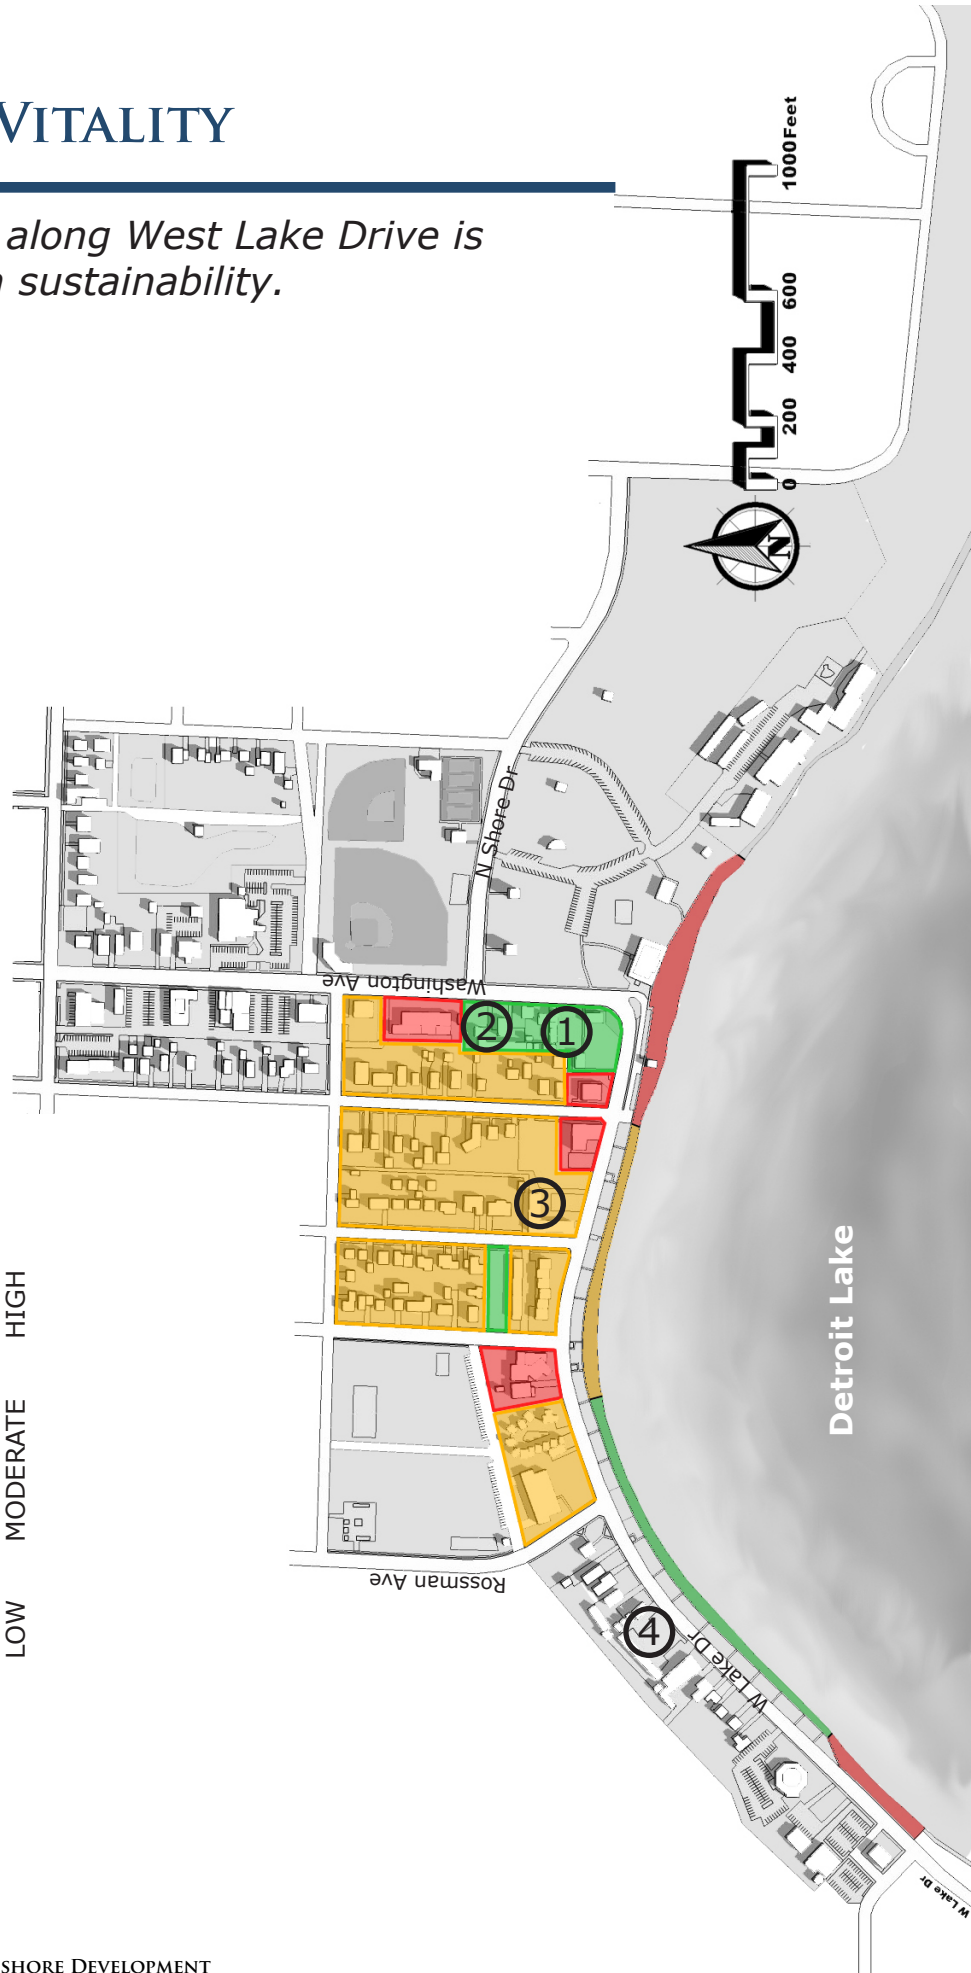 VITALITY
along West Lake Drive is
sustainability.
1000Feet
600
400
200
0
N
N Shore Dr
Washington Ave
2
1
3
Detroit Lake
HIGH
MODERATE
LOW
Rossman Ave
4
W Lake Dr
W Lake Dr
SHORE DEVELOPMENT